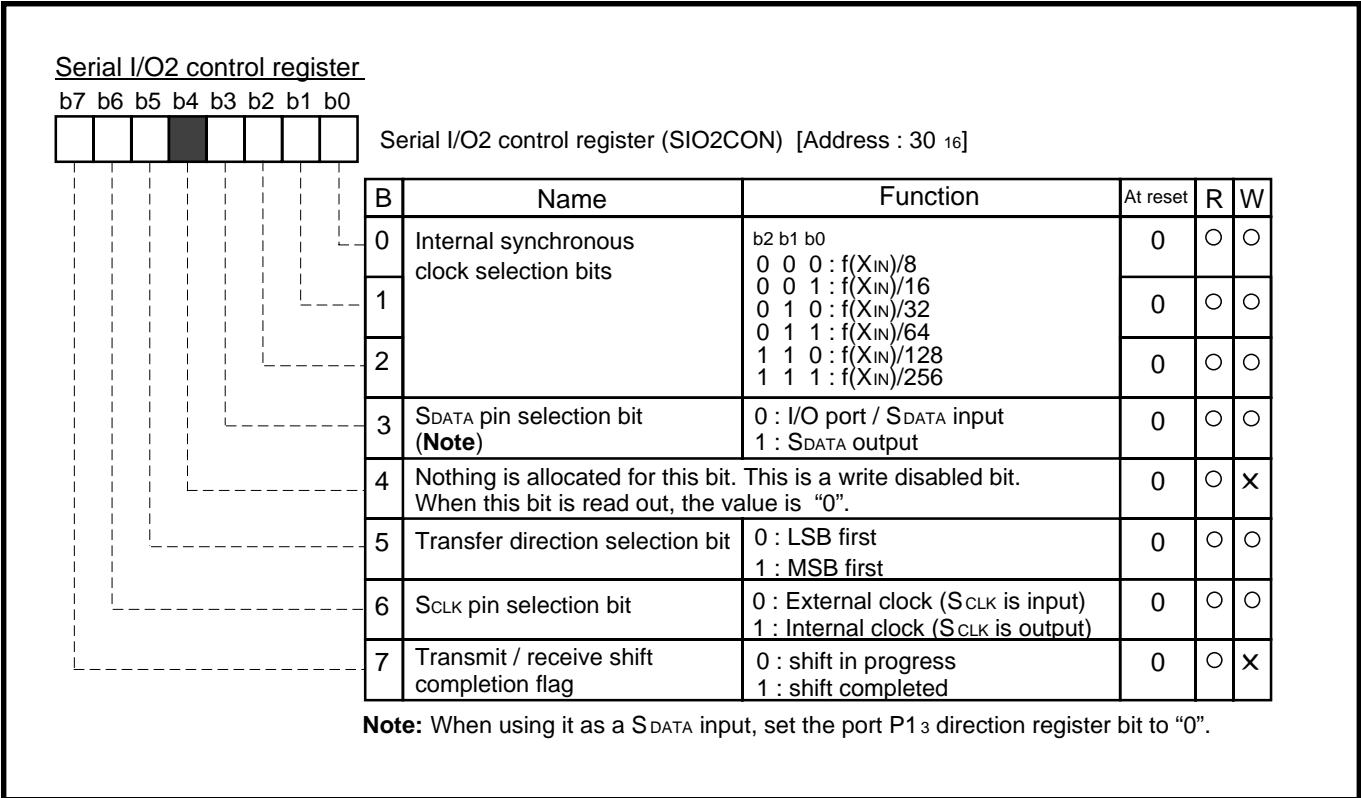 Serial I/O2 control register
b7 b6 b5 b4 b3 b2 b1 b0
Serial I/O2 control register (SIO2CON) [Address : 30 16]
B Name Function At reset R W
0 Internal synchronous clock selection bits b2 b1 b0 0 ○ ○
0 0 0 : f(XIN)/8
0 0 1 : f(XIN)/16
1 0 1 0 : f(XIN)/32 0 ○ ○
0 1 1 : f(XIN)/64
2 1 1 0 : f(XIN)/128 0 ○ ○
1 1 1 : f(XIN)/256
3 SDATA pin selection bit 0 : I/O port / SDATA input 0 ○ ○
(Note) 1 : SDATA output
4 Nothing is allocated for this bit. This is a write disabled bit. 0 ○ ×
When this bit is read out, the value is “0”.
5 Transfer direction selection bit 0 : LSB first 0 ○ ○
1 : MSB first
6 SCLK pin selection bit 0 : External clock (SCLK is input) 0 ○ ○
1 : Internal clock (SCLK is output)
7 Transmit / receive shift 0 : shift in progress 0 ○ ×
completion flag 1 : shift completed
Note: When using it as a SDATA input, set the port P13 direction register bit to “0”.